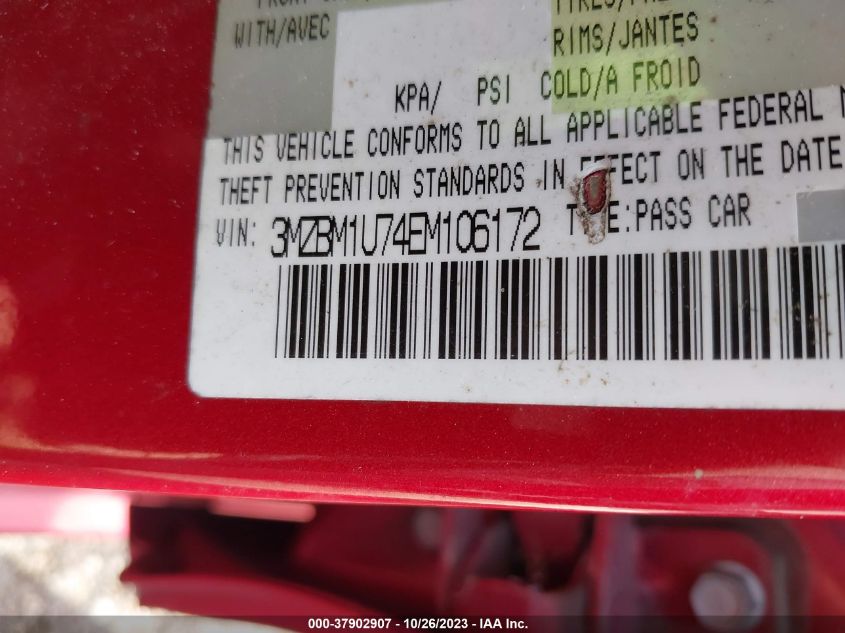 WITH/AVEC
RIMS/JANTES
KPA/ PSI COLD/A FROID
THIS VEHICLE CONFORMS TO ALL APPLICABLE FEDERAL
THEFT PREVENTION STANDARDS IN EFFECT ON THE DATE
VIN: 3MZBM1U74EM106172 TYPE:PASS CAR
000-37902907 - 10/26/2023 - IAA Inc.